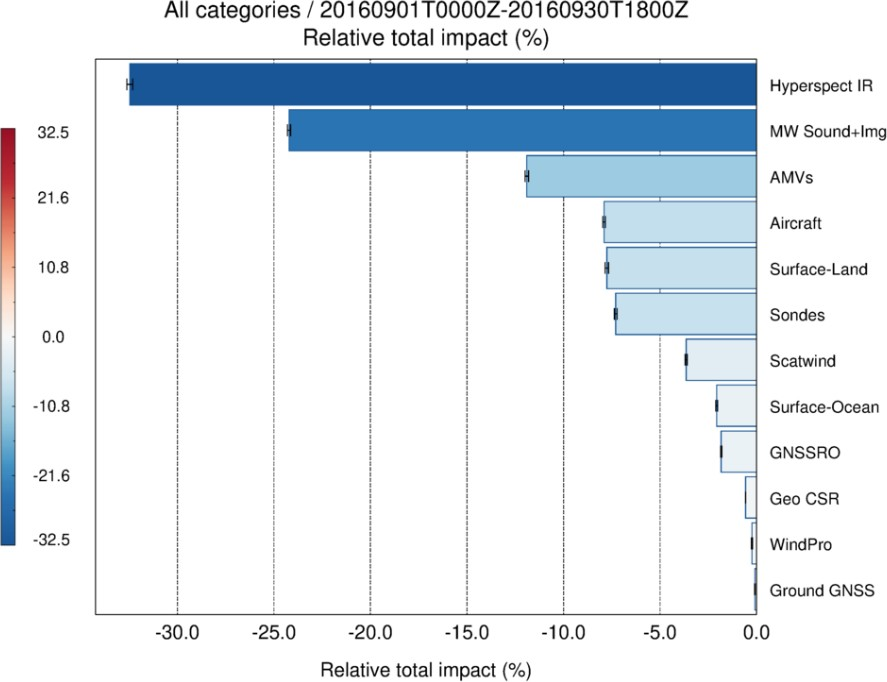 All categories / 20160901T0000Z-20160930T1800Z
Relative total impact (%)
Hyperspect IR
MW Sound+Img
AMVs
Aircraft
Surface-Land
Sondes
Scatwind
Surface-Ocean
GNSSRO
Geo CSR
WindPro
Ground GNSS
32.5
21.6
10.8
0.0
-10.8
-21.6
-32.5
-30.0 -25.0 -20.0 -15.0 -10.0 -5.0 0.0
Relative total impact (%)